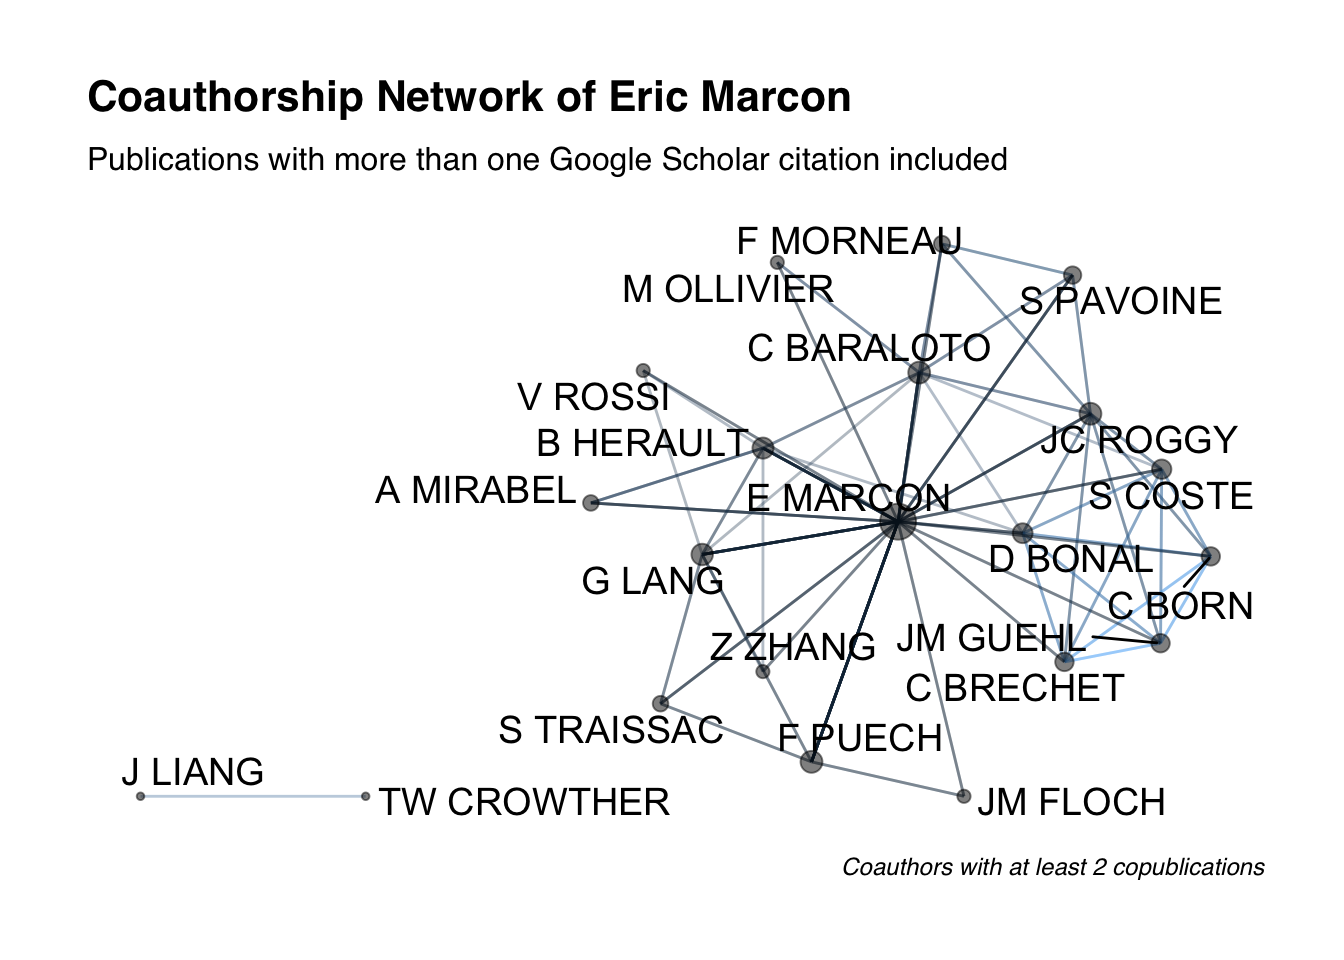 Coauthorship Network of Eric Marcon
Publications with more than one Google Scholar citation included
F MORNEAU
M OLLIVIER
S PAVOINE
C BARALOTO
V ROSSI
B HERAULT
JC ROGGY
A MIRABEL
E MARCON
S COSTE
D BONAL
G LANG
C BORN
Z ZHANG
JM GUEHL
C BRECHET
S TRAISSAC
F PUECH
J LIANG
TW CROWTHER
JM FLOCH
Coauthors with at least 2 copublications